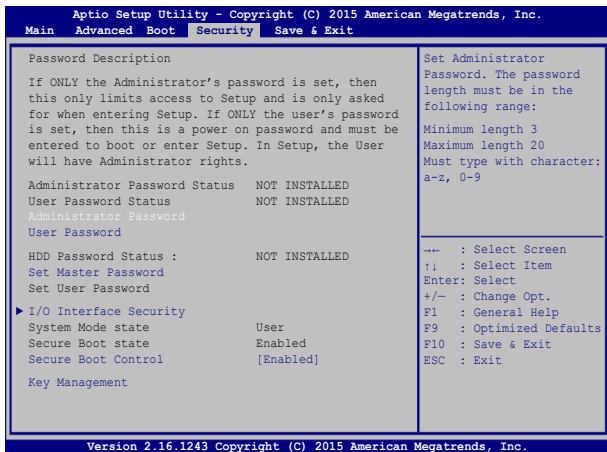 Aptio Setup Utility - Copyright (C) 2015 American Megatrends, Inc.
Main Advanced Boot Security Save & Exit
Password Description
If ONLY the Administrator's password is set, then
this only limits access to Setup and is only asked
for when entering Setup. If ONLY the user's password
is set, then this is a power on password and must be
entered to boot or enter Setup. In Setup, the User
will have Administrator rights.
Administrator Password Status NOT INSTALLED
User Password Status NOT INSTALLED
Administrator Password
User Password
HDD Password Status : NOT INSTALLED
Set Master Password
Set User Password
I/O Interface Security
System Mode state User
Secure Boot state Enabled
Secure Boot Control [Enabled]
Key Management
Set Administrator
Password. The password
length must be in the
following range:
Minimum length 3
Maximum length 20
Must type with character:
a-z, 0-9
→← : Select Screen
↑↓ : Select Item
Enter: Select
+/— : Change Opt.
F1 : General Help
F9 : Optimized Defaults
F10 : Save & Exit
ESC : Exit
Version 2.16.1243 Copyright (C) 2015 American Megatrends, Inc.